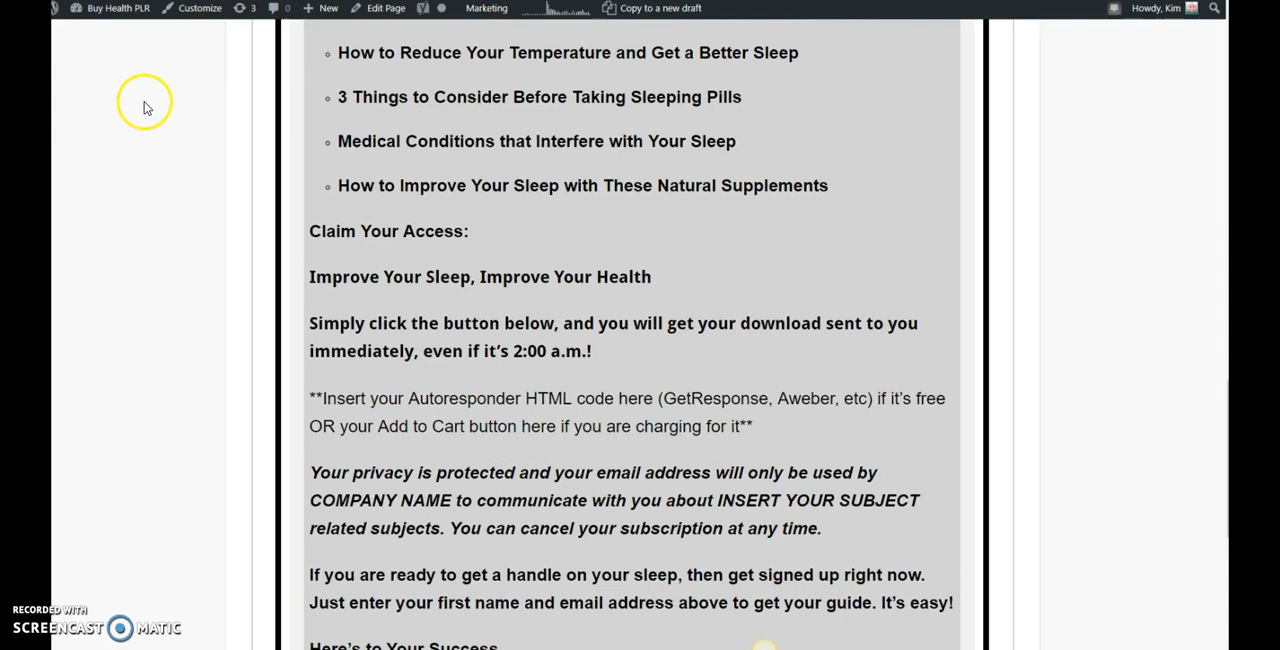 Buy Health PLR Customize 3 0 New Edit Page Marketing Copy to a new draft Howdy, Kim
How to Reduce Your Temperature and Get a Better Sleep
3 Things to Consider Before Taking Sleeping Pills
Medical Conditions that Interfere with Your Sleep
How to Improve Your Sleep with These Natural Supplements
Claim Your Access:
Improve Your Sleep, Improve Your Health
Simply click the button below, and you will get your download sent to you
immediately, even if it’s 2:00 a.m.!
**Insert your Autoresponder HTML code here (GetResponse, Aweber, etc) if it’s free
OR your Add to Cart button here if you are charging for it**
Your privacy is protected and your email address will only be used by
COMPANY NAME to communicate with you about INSERT YOUR SUBJECT
related subjects. You can cancel your subscription at any time.
If you are ready to get a handle on your sleep, then get signed up right now.
Just enter your first name and email address above to get your guide. It’s easy!
Here’s to Your Success
RECORDED WITH
SCREENCAST MATIC